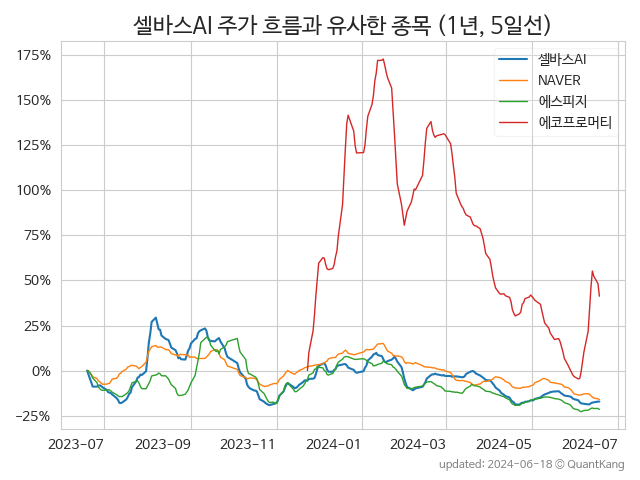 셀바스AI 주가 흐름과 유사한 종목 (1년, 5일선)
셀바스AI
NAVER
에스피지
에코프로머티
175%
150%
125%
100%
75%
50%
25%
0%
−25%
2023-07
2023-09
2023-11
2024-01
2024-03
2024-05
2024-07
updated: 2024-06-18 © QuantKang